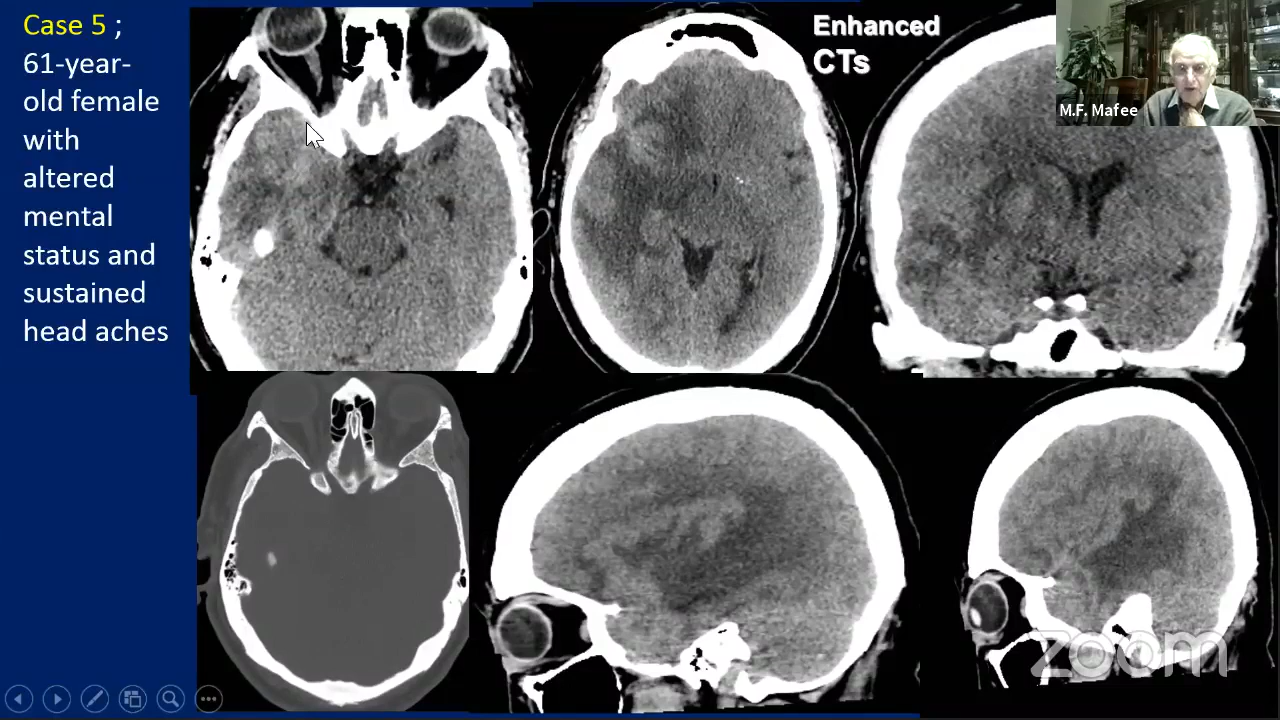 Case 5 ;
61-year-
old female
with
altered
mental
status and
sustained
head aches
Enhanced
CTs
M.F. Mafee
zoom